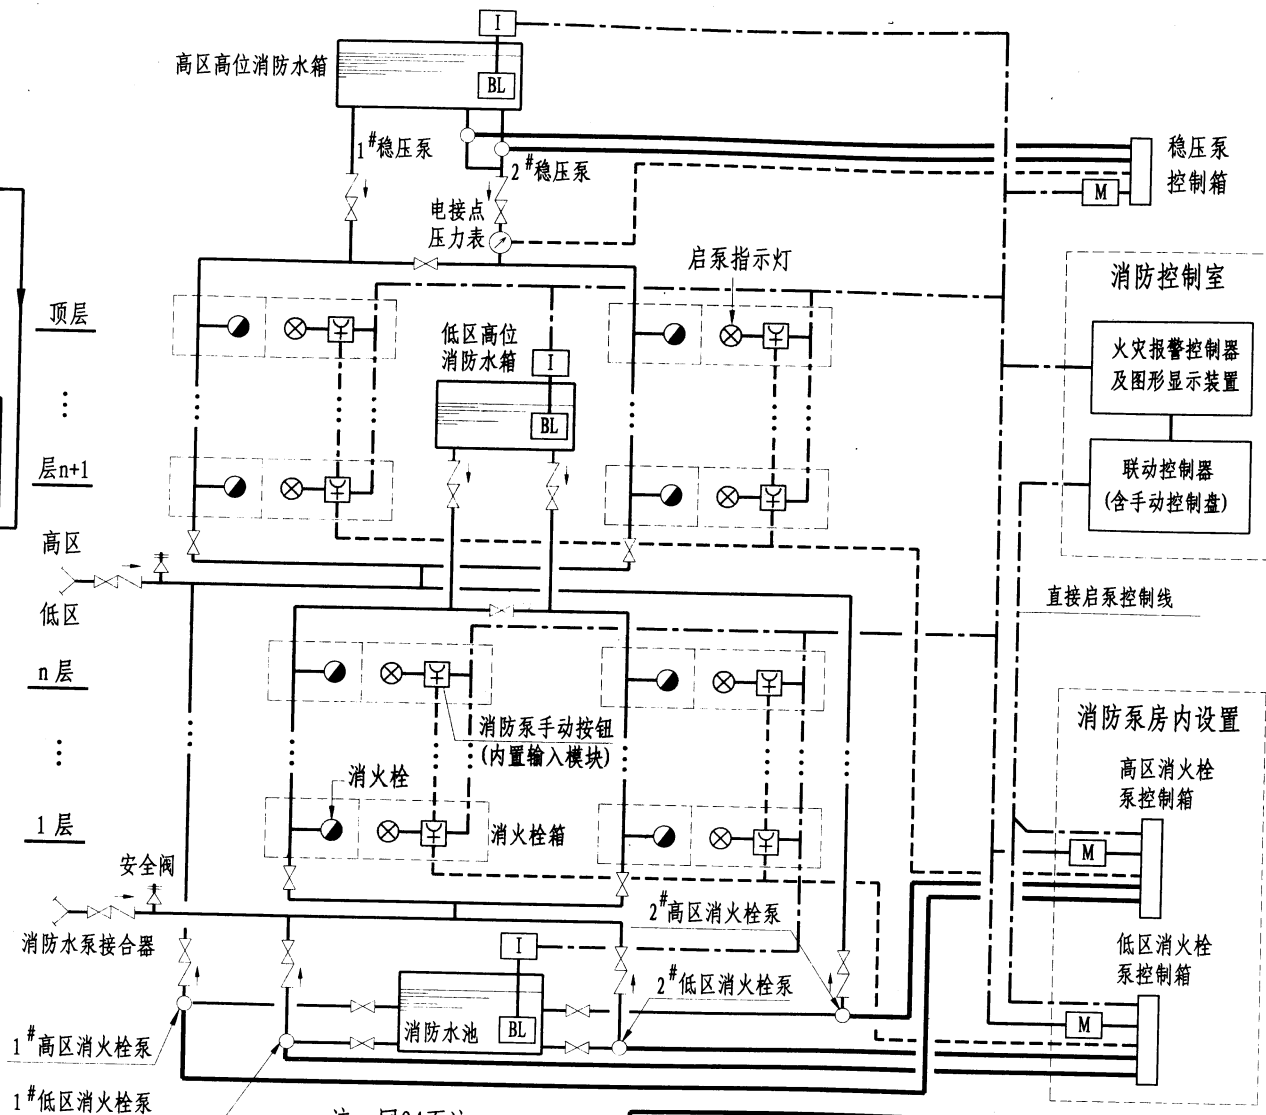 I
高区高位消防水箱
BL
1#稳压泵
2#稳压泵
稳压泵
控制箱
M
电接点
压力表
启泵指示灯
消防控制室
顶层
低区高位
消防水箱
I
火灾报警控制器
及图形显示装置
BL
层n+1
联动控制器
(含手动控制盘)
高区
低区
直接启泵控制线
n层
消防泵手动按钮
(内置输入模块)
消防泵房内设置
高区消火栓
泵控制箱
消火栓
1层
消火栓箱
M
安全阀
2#高区消火栓泵
消防水泵接合器
I
低区消火栓
泵控制箱
2#低区消火栓泵
消防水池
BL
M
1#高区消火栓泵
1#低区消火栓泵